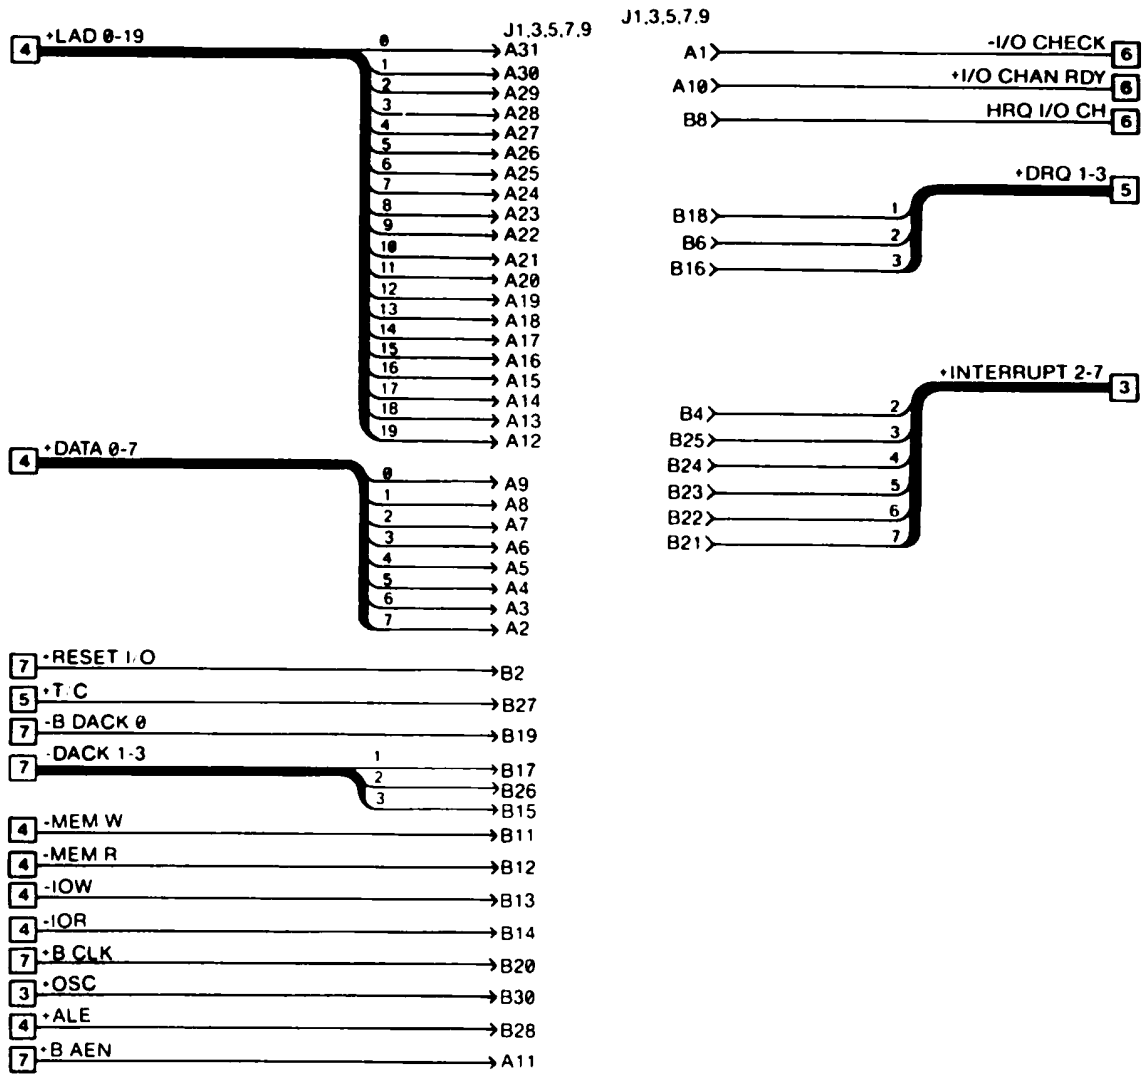 J1,3,5,7,9
4 +LAD 0-19
0 A31
1 A30
2 A29
3 A28
4 A27
5 A26
6 A25
7 A24
8 A23
9 A22
10 A21
11 A20
12 A19
13 A18
14 A17
15 A16
16 A15
17 A14
18 A13
19 A12
4 +DATA 0-7
0 A9
1 A8
2 A7
3 A6
4 A5
5 A4
6 A3
7 A2
7 +RESET I/O B2
5 +T/C B27
7 -B DACK 0 B19
7 -DACK 1-3
1 B17
2 B26
3 B15
4 -MEM W B11
4 -MEM R B12
4 -IOW B13
4 -IOR B14
7 +B CLK B20
3 +OSC B30
4 +ALE B28
7 +B AEN A11
J1,3,5,7,9
A1 -I/O CHECK 6
A10 +I/O CHAN RDY 6
B8 HRQ I/O CH 6
+DRQ 1-3 5
B18 1
B6 2
B16 3
+INTERRUPT 2-7 3
B4 2
B25 3
B24 4
B23 5
B22 6
B21 7